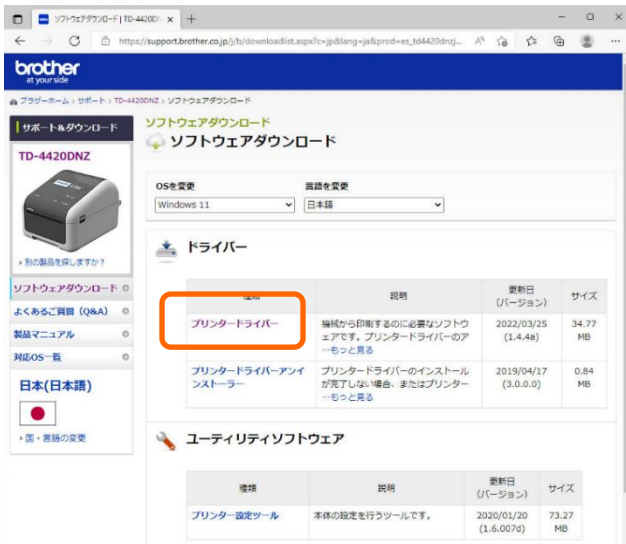 ソフトウェアダウンロード | TD-4420D
https://support.brother.co.jp/j/b/downloadlist.aspx?c=jp&lang=ja&prod=es_td4420dnzj...
brother
at your side
ブラザーホーム > サポート > TD-4420DNZ > ソフトウェアダウンロード
サポート&ダウンロード
TD-4420DNZ
別の製品を探しますか?
ソフトウェアダウンロード
よくあるご質問 (Q&A)
製品マニュアル
対応OS一覧
日本(日本語)
国・言語の変更
ソフトウェアダウンロード
ソフトウェアダウンロード
OSを変更 言語を変更
Windows 11 日本語
ドライバー
種類 説明 更新日 サイズ
(バージョン)
プリンタードライバー 機械から印刷するのに必要なソフトウ 2022/03/25 34.77
ェアです。プリンタードライバーのア (1.4.4a) MB
…もっと見る
プリンタードライバーアンイ プリンタードライバーのインストール 2019/04/17 0.84
ンストーラー が完了しない場合、またはプリンター (3.0.0.0) MB
…もっと見る
ユーティリティソフトウェア
種類 説明 更新日 サイズ
(バージョン)
プリンター設定ツール 本体の設定を行うツールです。 2020/01/20 73.27
(1.6.007d) MB